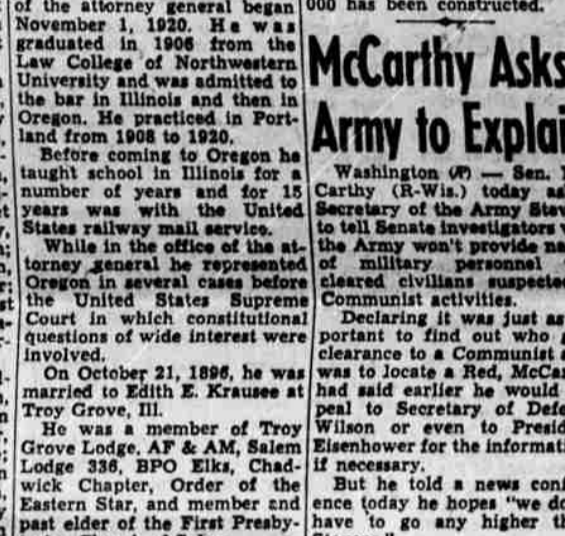 of the attorney general began
November 1, 1920. He was
graduated in 1906 from the
Law College of Northwestern
University and was admitted to
the bar in Illinois and then in
Oregon. He practiced in Port-
land from 1908 to 1920.
Before coming to Oregon he
taught school in Illinois for a
number of years and for 15
years was with the United
States railway mail service.
While in the office of the at-
torney general he represented
Oregon in several cases before
the United States Supreme
Court in which constitutional
questions of wide interest were
involved.
On October 21, 1896, he was
married to Edith E. Krausee at
Troy Grove, Ill.
He was a member of Troy
Grove Lodge, AF & AM, Salem
Lodge 336, BPO Elks, Chad-
wick Chapter, Order of the
Eastern Star, and member and
past elder of the First Presby-
000 has been constructed.
McCarthy Asks
Army to Explai
Washington (AP) — Sen.
Carthy (R-Wis.) today as
Secretary of the Army Stev
to tell Senate investigators
the Army won't provide na
of military personnel
cleared civilians suspected
Communist activities.
Declaring it was just as
portant to find out who
clearance to a Communist
was to locate a Red, McCar
had said earlier he would
peal to Secretary of Defe
Wilson or even to Presid
Eisenhower for the informati
if necessary.
But he told a news conf
ence today he hopes "we do
have to go any higher th